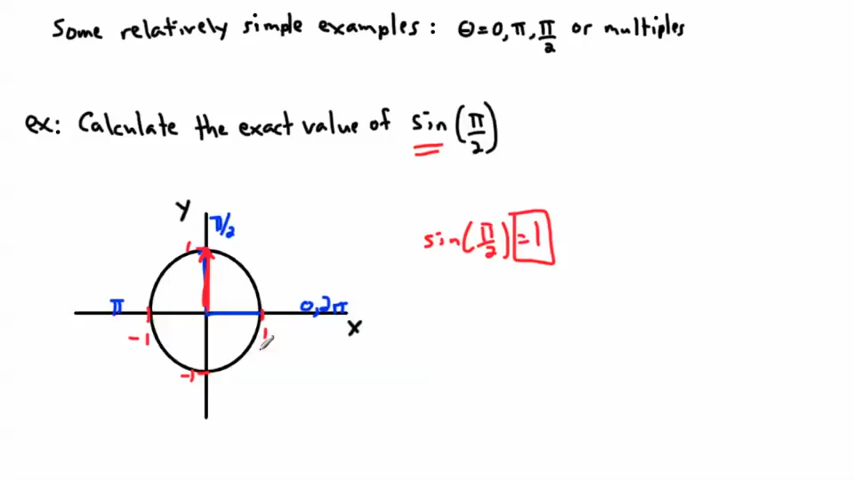 Some relatively simple examples: θ=0, π, π/2 or multiples
ex: Calculate the exact value of sin(π/2)
y
π/2
1
sin(π/2)=1
π
0,2π
x
-1
1
-1